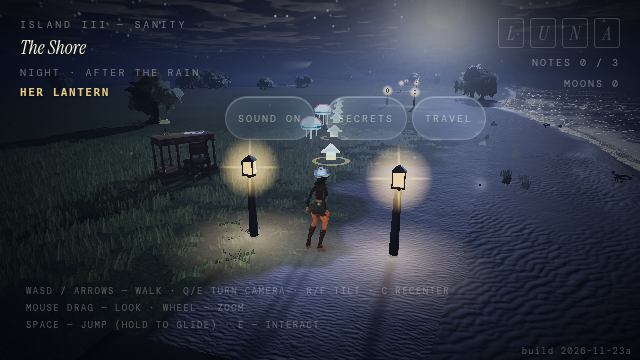 ISLAND III — SANITY
The Shore
NIGHT · AFTER THE RAIN
HER LANTERN
L U N A
NOTES 0 / 3
MOONS 0
SOUND ON
SECRETS
TRAVEL
WASD / ARROWS — WALK · Q/E TURN CAMERA · R/F TILT · C RECENTER
MOUSE DRAG — LOOK · WHEEL — ZOOM
SPACE — JUMP (HOLD TO GLIDE) · E — INTERACT
build 2026-11-23a